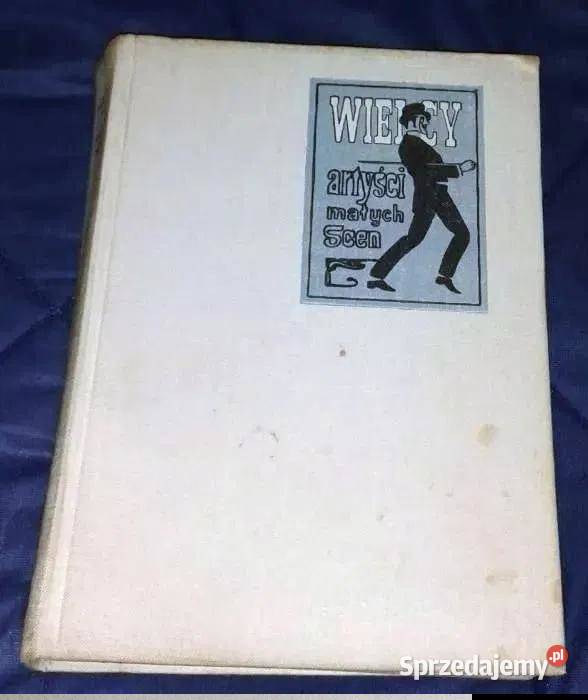 WIELCY
artyści
małych
scen
Sprzedajemy.pl